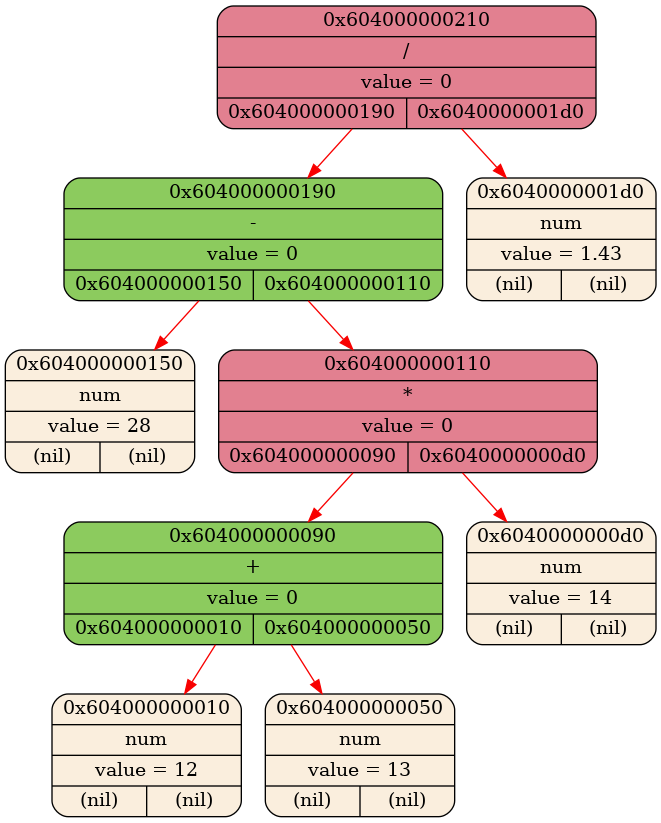 0x604000000210
/
value = 0
0x604000000190 0x6040000001d0
0x604000000190
-
value = 0
0x604000000150 0x604000000110
0x6040000001d0
num
value = 1.43
(nil) (nil)
0x604000000150
num
value = 28
(nil) (nil)
0x604000000110
*
value = 0
0x604000000090 0x6040000000d0
0x604000000090
+
value = 0
0x604000000010 0x604000000050
0x6040000000d0
num
value = 14
(nil) (nil)
0x604000000010
num
value = 12
(nil) (nil)
0x604000000050
num
value = 13
(nil) (nil)